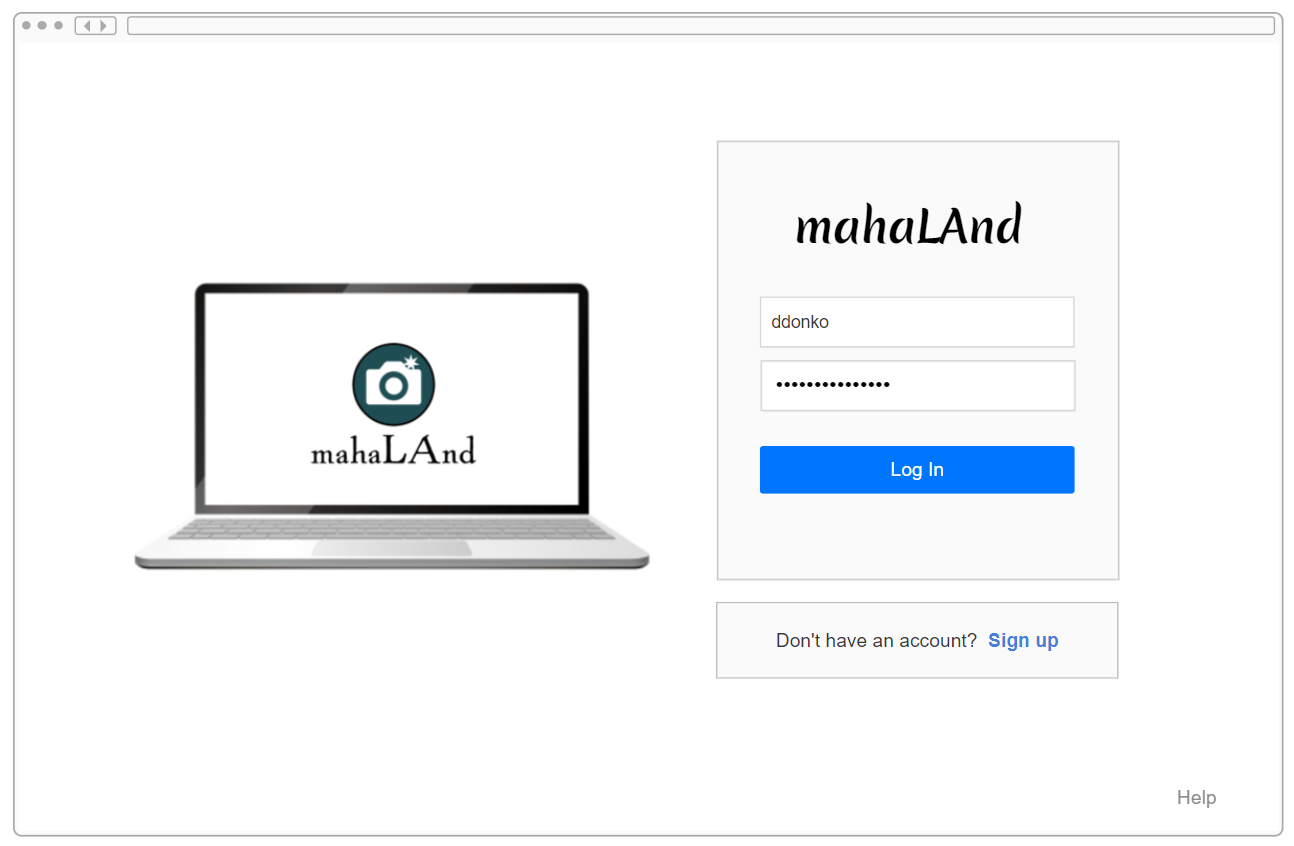 mahaLAnd
mahaLAnd
ddonko
•••••••••••••••
Log In
Don't have an account? Sign up
Help